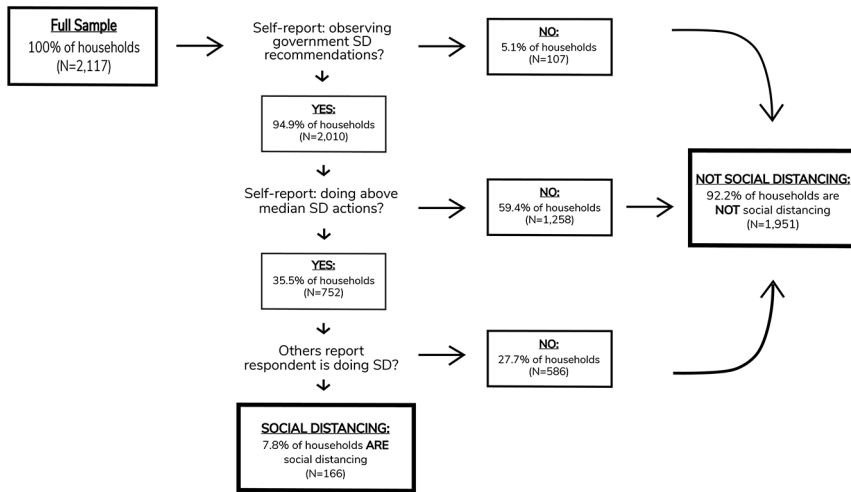 Full Sample
100% of households
(N=2,117)
Self-report: observing
government SD
recommendations?
NO:
5.1% of households
(N=107)
YES:
94.9% of households
(N=2,010)
Self-report: doing above
median SD actions?
NO:
59.4% of households
(N=1,258)
NOT SOCIAL DISTANCING:
92.2% of households are
NOT social distancing
(N=1,951)
YES:
35.5% of households
(N=752)
Others report
respondent is doing SD?
NO:
27.7% of households
(N=586)
SOCIAL DISTANCING:
7.8% of households ARE
social distancing
(N=166)